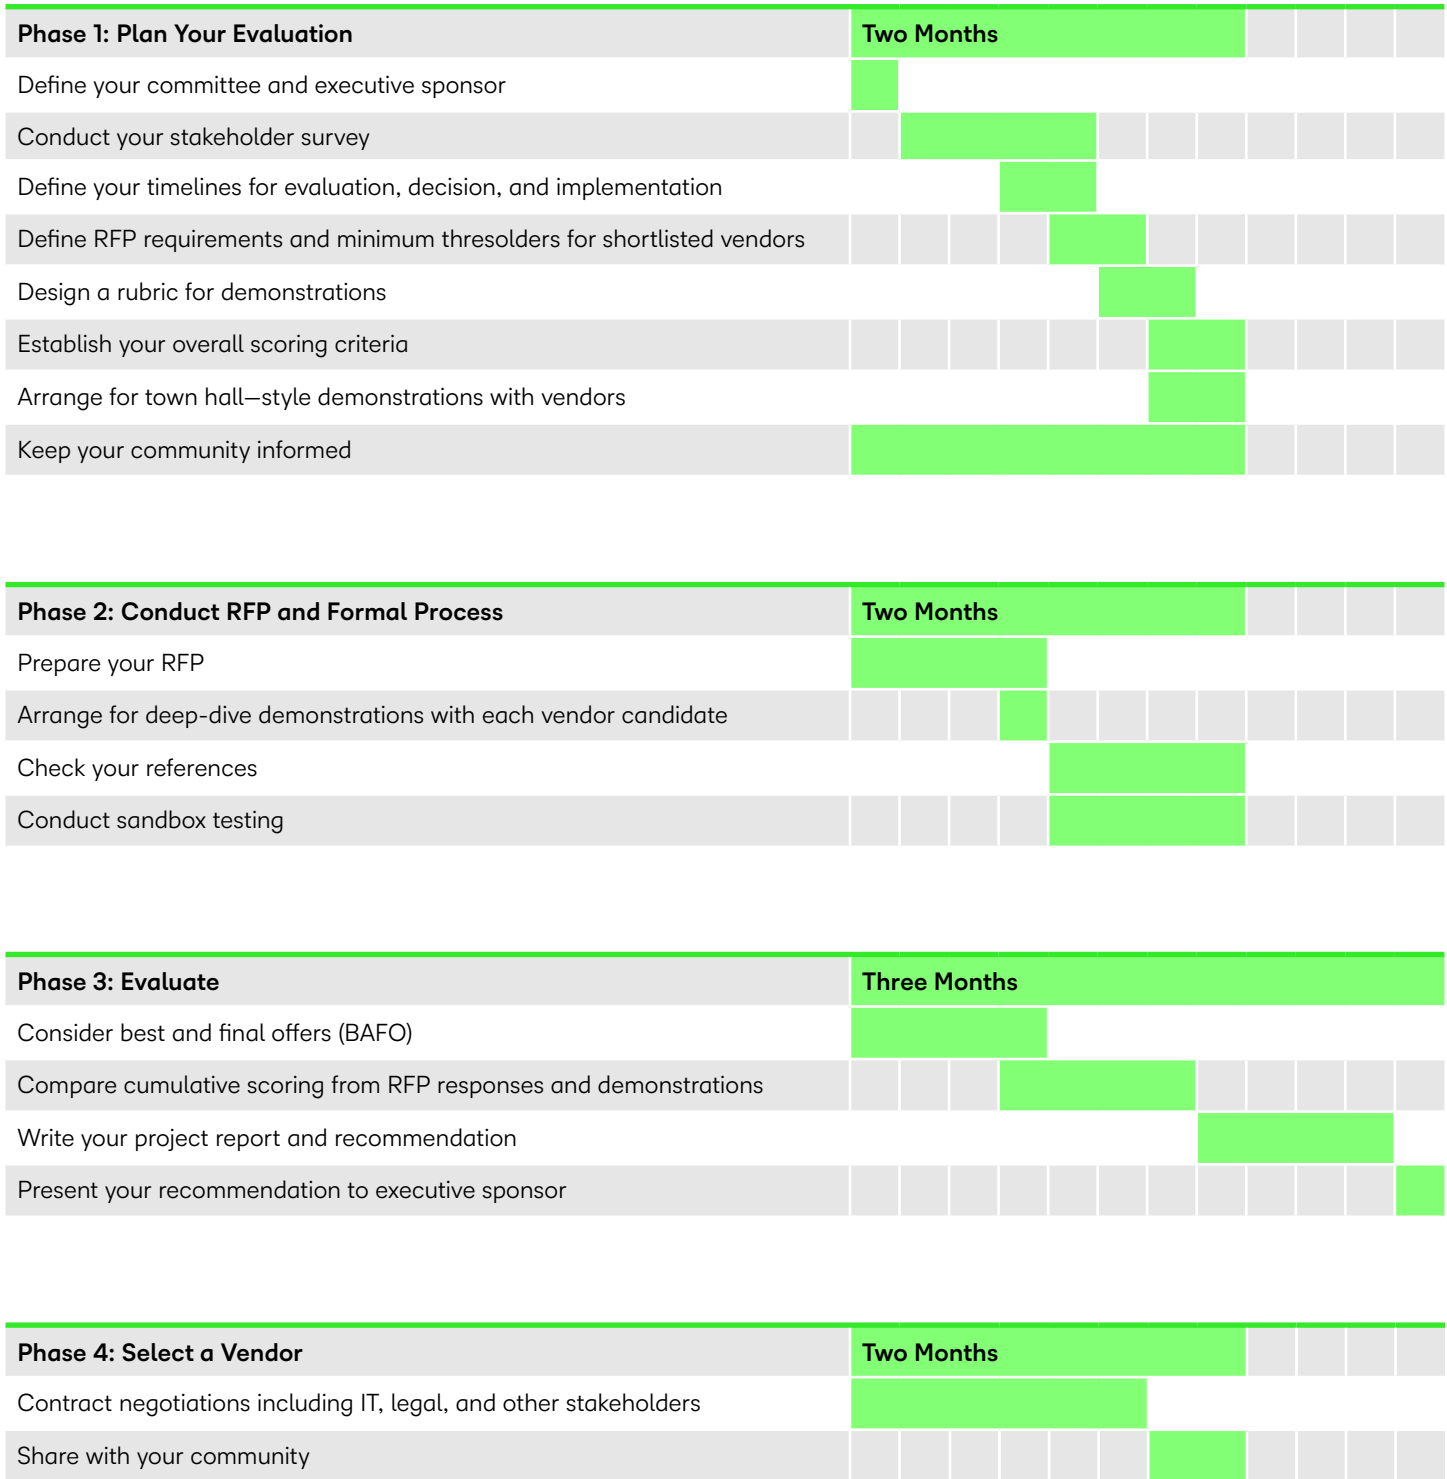 Phase 1: Plan Your Evaluation Two Months
Define your committee and executive sponsor
Conduct your stakeholder survey
Define your timelines for evaluation, decision, and implementation
Define RFP requirements and minimum thresolders for shortlisted vendors
Design a rubric for demonstrations
Establish your overall scoring criteria
Arrange for town hall—style demonstrations with vendors
Keep your community informed
Phase 2: Conduct RFP and Formal Process Two Months
Prepare your RFP
Arrange for deep-dive demonstrations with each vendor candidate
Check your references
Conduct sandbox testing
Phase 3: Evaluate Three Months
Consider best and final offers (BAFO)
Compare cumulative scoring from RFP responses and demonstrations
Write your project report and recommendation
Present your recommendation to executive sponsor
Phase 4: Select a Vendor Two Months
Contract negotiations including IT, legal, and other stakeholders
Share with your community